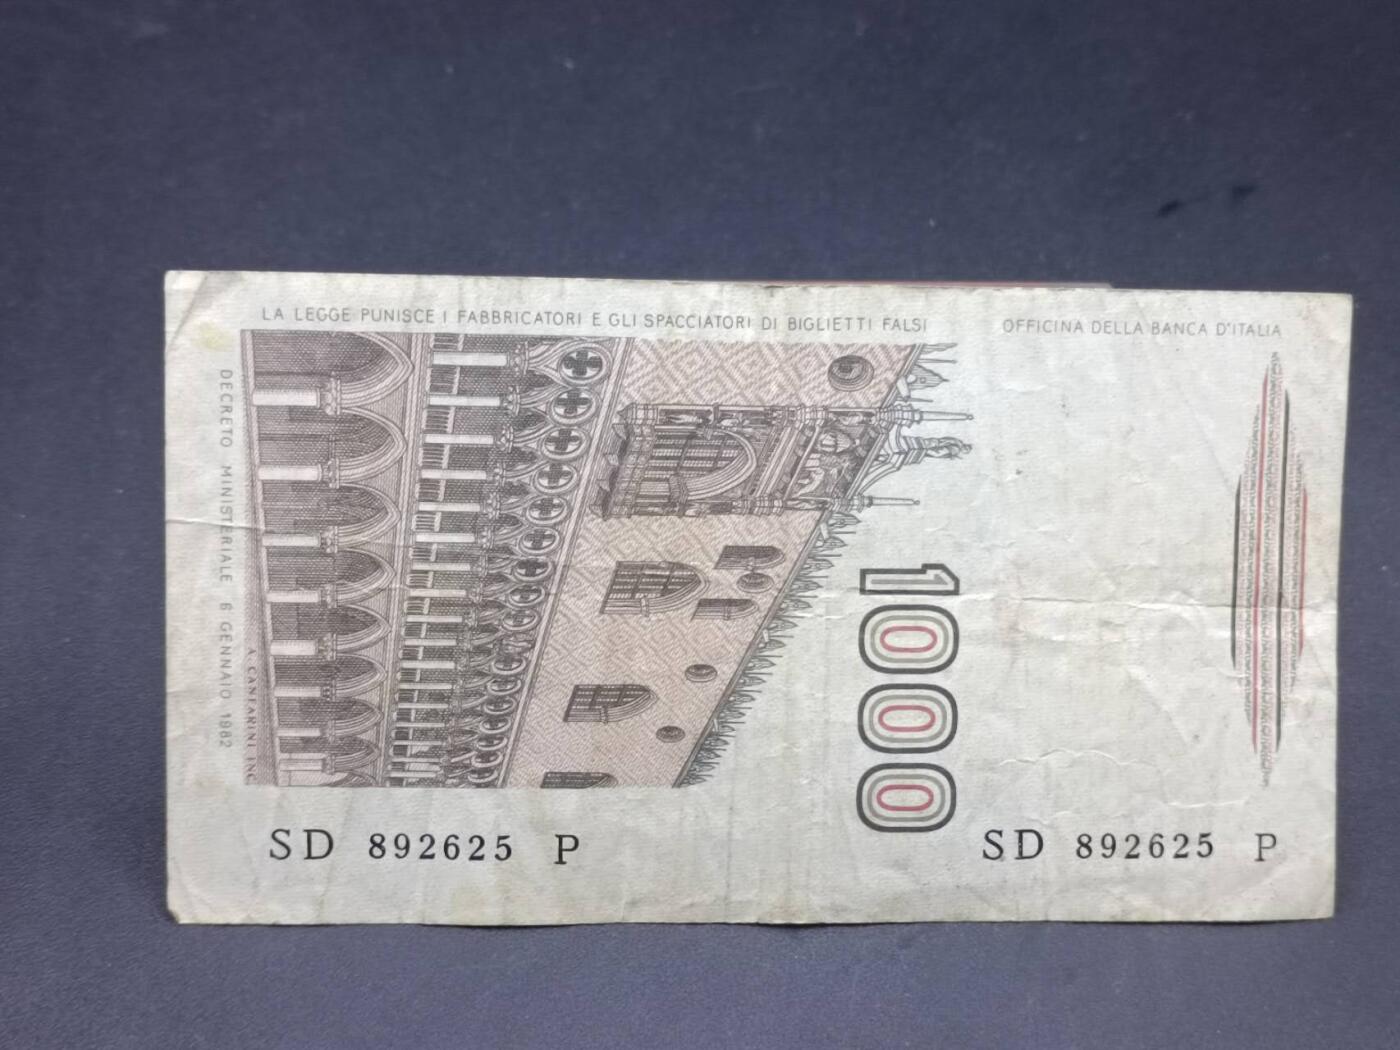 LA LEGGE PUNISCE I FABBRICATORI E GLI SPACCIATORI DI BIGLIETTI FALSI
OFFICINA DELLA BANCA D'ITALIA
DECRETO MINISTERIALE 6 GENNAIO 1982
A. CANFARINI INC.
1000
SD 892625 P
SD 892625 P